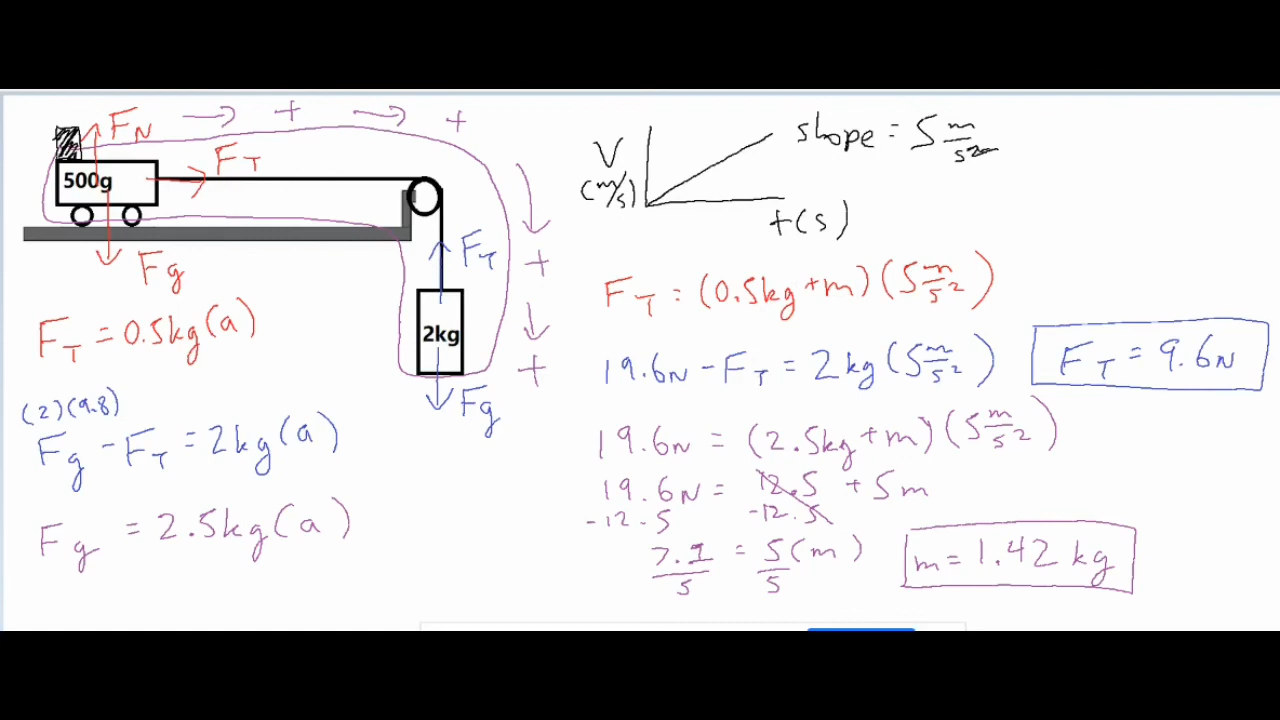 F_N → + → +
F_T
500g
F_g
F_T
+
2kg
+
F_g
F_T = 0.5kg(a)
(2)(9.8)
F_g - F_T = 2kg(a)
F_g = 2.5kg(a)
V
(m/s)
t(s)
slope = 5 m/s²
F_T = (0.5kg+m)(5 m/s²)
19.6N - F_T = 2kg(5 m/s²)
F_T = 9.6N
19.6N = (2.5kg+m)(5 m/s²)
19.6N = 12.5 + 5m
-12.5 -12.5
7.1/5 = 5/5(m)
m = 1.42 kg